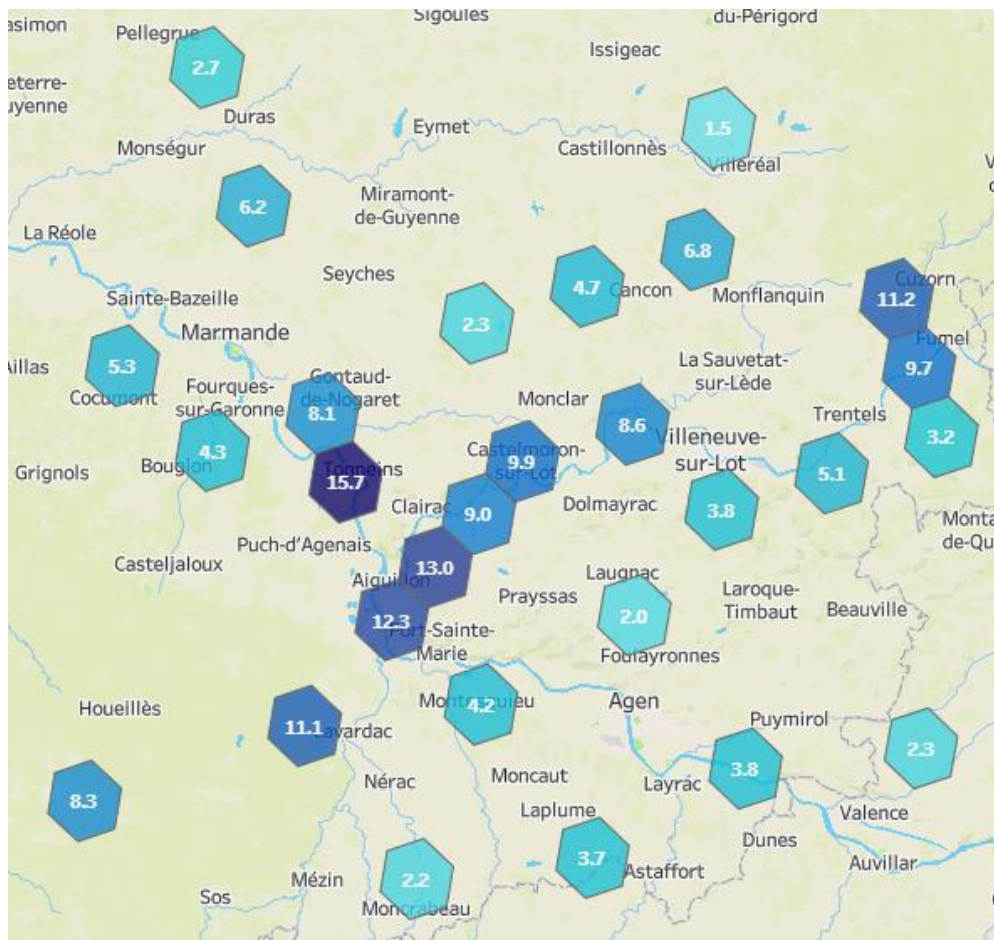 Sigoulès
du-Périgord
asimon
Pellegrue
Issigeac
2.7
eterre-
uyenne
Duras
Eymet
1.5
Monségur
Castillonnès
Villeréal
Miramont-
de-Guyenne
6.2
La Réole
6.8
Seyches
4.7
Cancon
Cuzorn
11.2
Sainte-Bazeille
Monflanquin
Marmande
2.3
Fumel
Aillas
5.3
Cocumont
Fourques-
sur-Garonne
Gontaud-
de-Nogaret
8.1
La Sauvetat-
sur-Lède
9.7
Monclar
8.6
Trentels
3.2
Villeneuve-
sur-Lot
4.3
Bouglon
Grignols
Castelmoron-
sur-Lot
9.9
Tonneins
15.7
5.1
Clairac
9.0
Dolmayrac
3.8
Monta
de-Qu
Puch-d'Agenais
Casteljaloux
13.0
Aiguillon
Laugnac
Prayssas
Laroque-
Timbaut
Beauville
12.3
Port-Sainte-
Marie
2.0
Foulayronnes
Houeillès
Montesquieu
4.2
Agen
Puymirol
11.1
Lavardac
2.3
3.8
Nérac
Moncaut
Layrac
8.3
Laplume
Valence
Dunes
3.7
Auvillar
Astaffort
Mézin
2.2
Sos
Moncrabeau